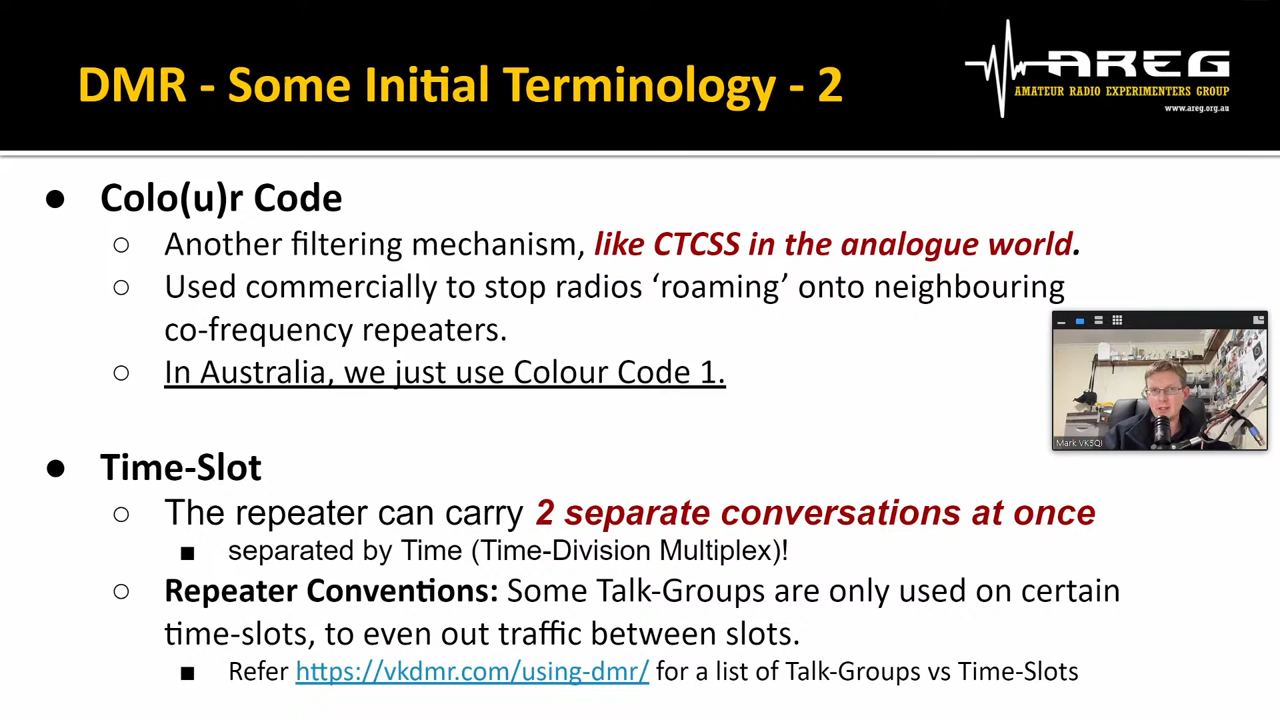 DMR - Some Initial Terminology - 2
AREG
AMATEUR RADIO EXPERIMENTERS GROUP
www.areg.org.au
● Colo(u)r Code
○ Another filtering mechanism, like CTCSS in the analogue world.
○ Used commercially to stop radios ‘roaming’ onto neighbouring
co-frequency repeaters.
○ In Australia, we just use Colour Code 1.
Mark VK5QI
● Time-Slot
○ The repeater can carry 2 separate conversations at once
■ separated by Time (Time-Division Multiplex)!
○ Repeater Conventions: Some Talk-Groups are only used on certain
time-slots, to even out traffic between slots.
■ Refer https://vkdmr.com/using-dmr/ for a list of Talk-Groups vs Time-Slots